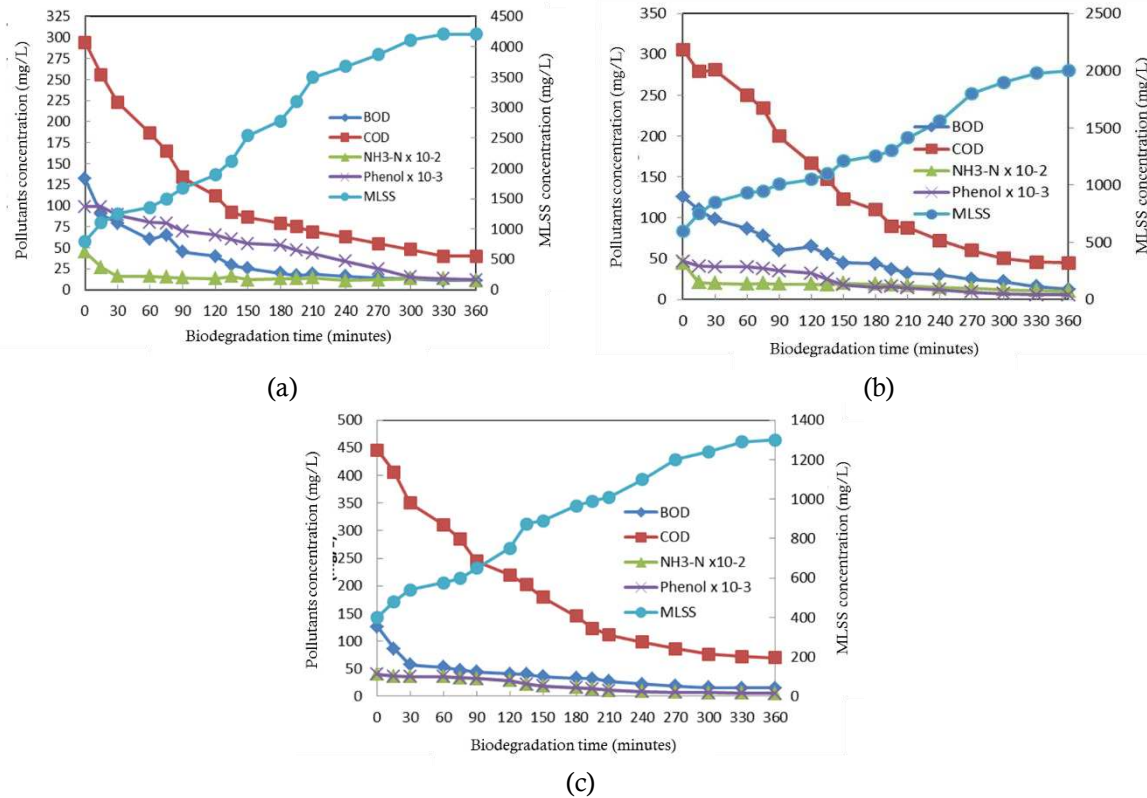 Pollutants concentration (mg/L)
325
300
275
250
225
200
175
150
125
100
75
50
25
0
BOD
COD
NH3-N x 10-2
Phenol x 10-3
MLSS
4500
4000
3500
3000
2500
2000
1500
1000
500
0
MLSS concentration (mg/L)
0 30 60 90 120 150 180 210 240 270 300 330 360
Biodegradation time (minutes)
(a)
Pollutants concentration (mg/L)
350
300
250
200
150
100
50
0
BOD
COD
NH3-N x 10-2
Phenol x 10-3
MLSS
2500
2000
1500
1000
500
0
MLSS concentration (mg/L)
0 30 60 90 120 150 180 210 240 270 300 330 360
Biodegradation time (minutes)
(b)
Pollutants concentration (mg/L)
500
450
400
350
300
250
200
150
100
50
0
BOD
COD
NH3-N x10-2
Phenol x 10-3
MLSS
1400
1200
1000
800
600
400
200
0
MLSS concentration (mg/L)
0 30 60 90 120 150 180 210 240 270 300 330 360
Biodegradation time (minutes)
(c)